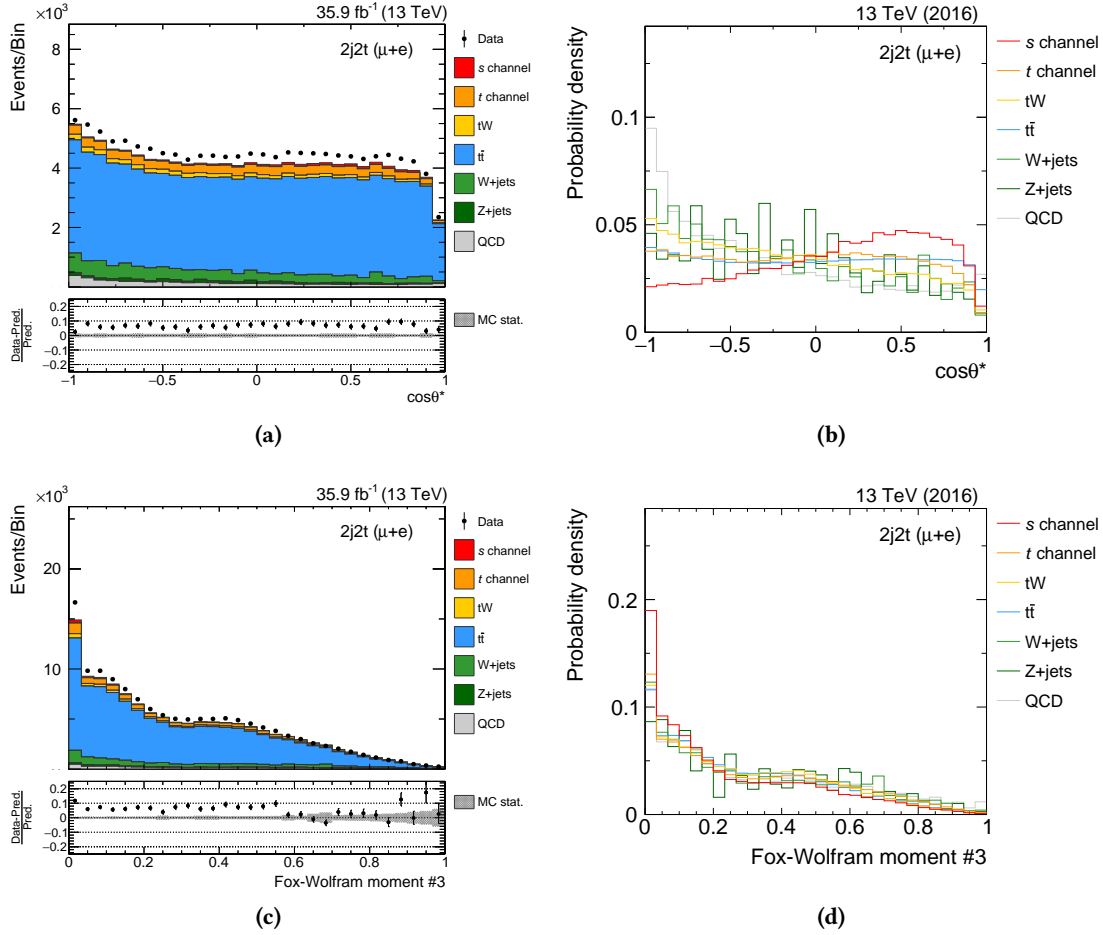 ×10³ 35.9 fb⁻¹ (13 TeV)
2j2t (μ+e)
Events/Bin
8
6
4
2
Data
s channel
t channel
tW
tt̄
W+jets
Z+jets
QCD
Data-Pred.
Pred.
0.2
0.1
0
−0.1
−0.2
MC stat.
−1 −0.5 0 0.5 1
cosθ*
(a)
13 TeV (2016)
2j2t (μ+e)
Probability density
0.1
0.05
0
s channel
t channel
tW
tt̄
W+jets
Z+jets
QCD
−1 −0.5 0 0.5 1
cosθ*
(b)
×10³ 35.9 fb⁻¹ (13 TeV)
2j2t (μ+e)
Events/Bin
20
10
Data
s channel
t channel
tW
tt̄
W+jets
Z+jets
QCD
Data-Pred.
Pred.
0.2
0.1
0
−0.1
−0.2
MC stat.
0 0.2 0.4 0.6 0.8 1
Fox-Wolfram moment #3
(c)
13 TeV (2016)
2j2t (μ+e)
Probability density
0.2
0.1
0
s channel
t channel
tW
tt̄
W+jets
Z+jets
QCD
0 0.2 0.4 0.6 0.8 1
Fox-Wolfram moment #3
(d)